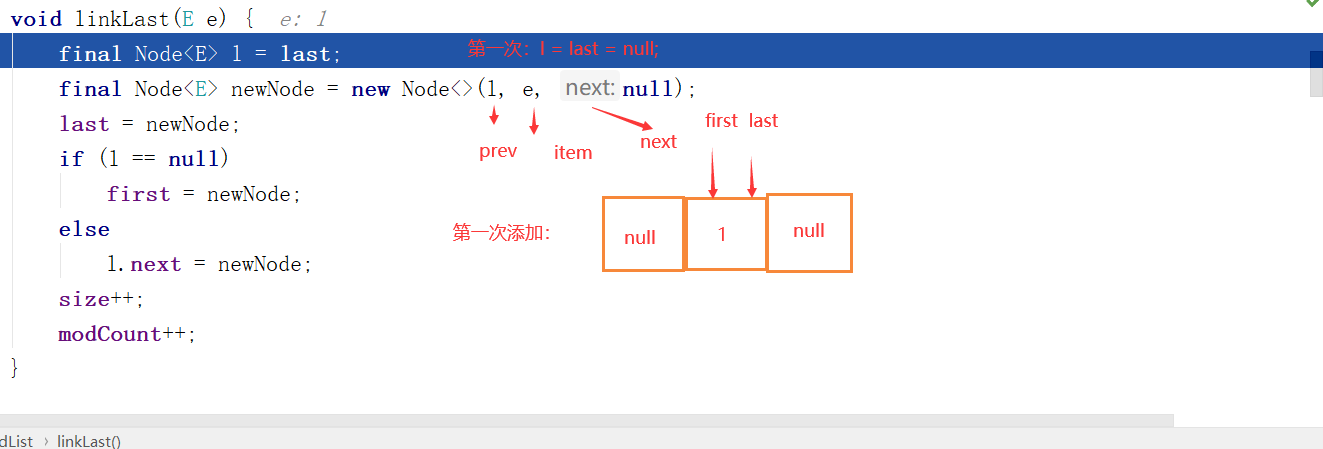 void linkLast(E e) {  e: 1
final Node<E> l = last;  第一次：l = last = null;
final Node<E> newNode = new Node<>(l, e, next: null);
last = newNode;
first last
prev item next
if (l == null)
first = newNode;
第一次添加：
null 1 null
else
l.next = newNode;
size++;
modCount++;
}
dList › linkLast()